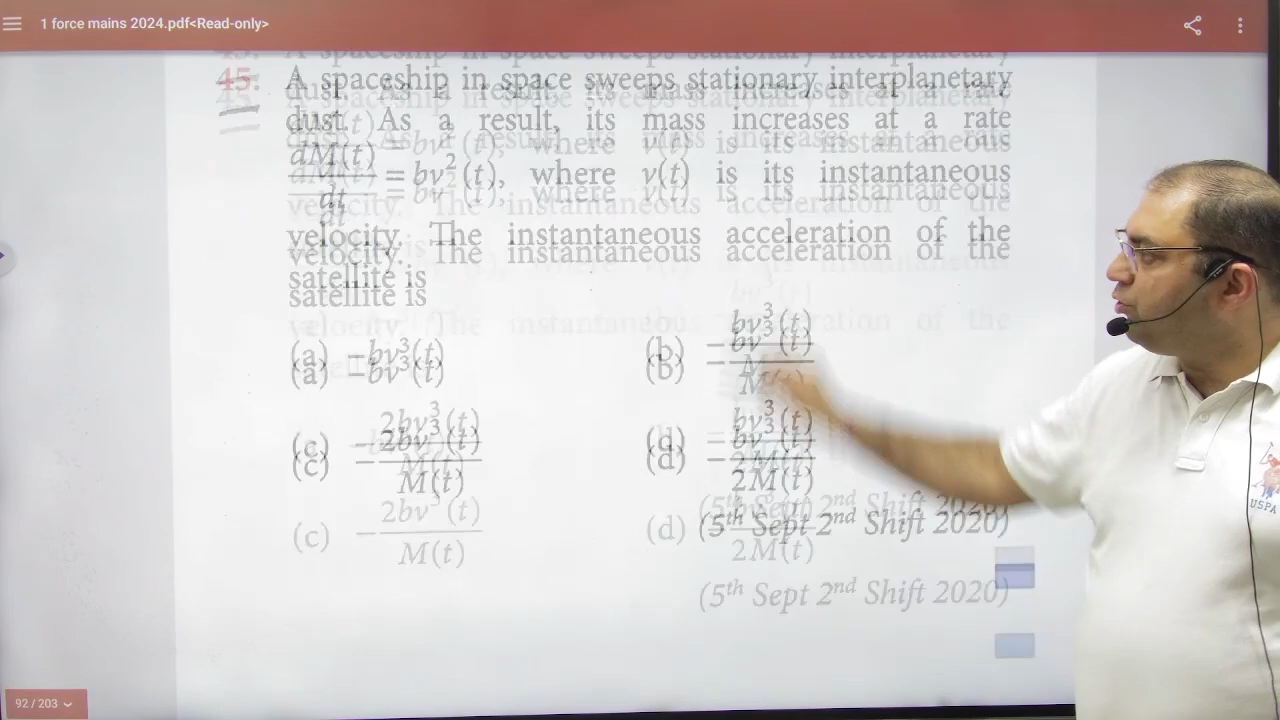 1 force mains 2024.pdf<Read-only>
45. A spaceship in space sweeps stationary interplanetary
dust. As a result, its mass increases at a rate
dM(t)/dt = bv²(t), where v(t) is its instantaneous
velocity. The instantaneous acceleration of the
satellite is
(a) −bv³(t) (b) −bv³(t)/M(t)
(c) −2bv³(t)/M(t) (d) −bv³(t)/2M(t)
(5th Sept 2nd Shift 2020)
92 / 203
USPA